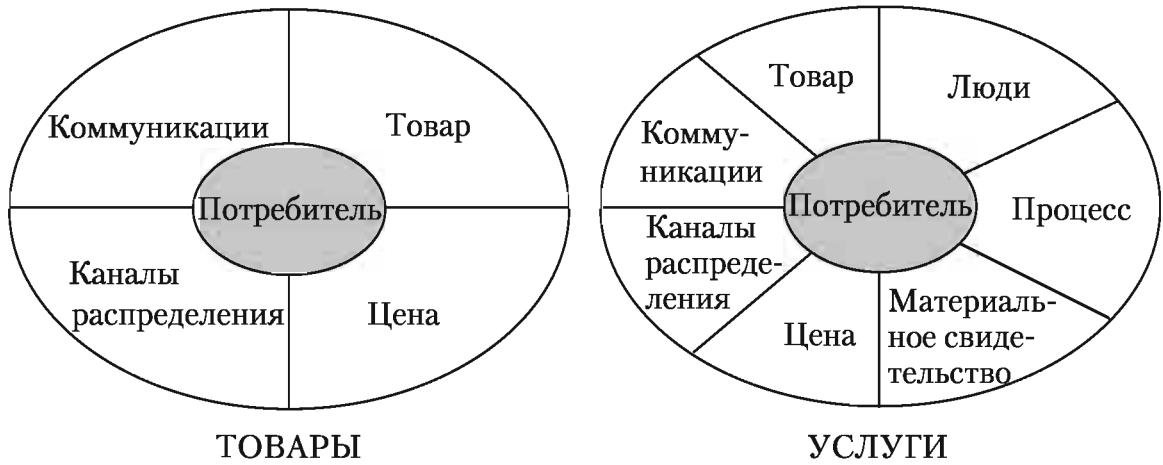 Коммуникации
Товар
Потребитель
Каналы
распределения
Цена
ТОВАРЫ
Товар
Люди
Комму-
никации
Потребитель
Процесс
Каналы
распреде-
ления
Цена
Материаль-
ное свиде-
тельство
УСЛУГИ